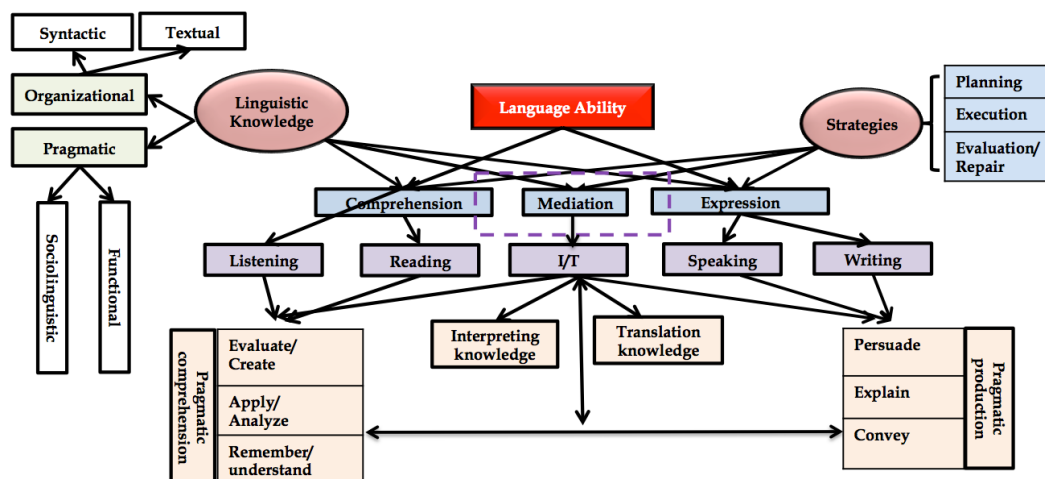 Syntactic
Textual
Organizational
Pragmatic
Sociolinguistic
Functional
Linguistic
Knowledge
Language Ability
Strategies
Planning
Execution
Evaluation/
Repair
Comprehension
Mediation
Expression
Listening
Reading
I/T
Speaking
Writing
Pragmatic
comprehension
Evaluate/
Create
Apply/
Analyze
Remember/
understand
Interpreting
knowledge
Translation
knowledge
Persuade
Explain
Convey
Pragmatic
production